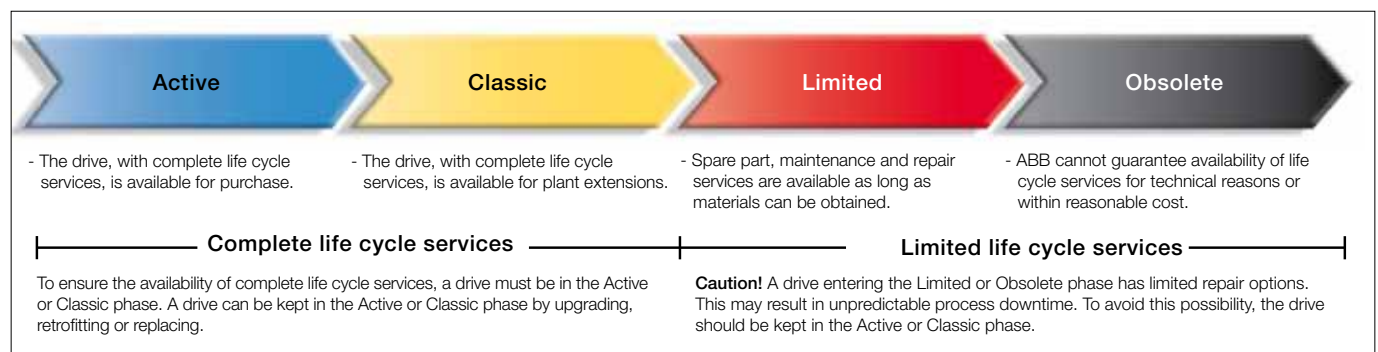 Active
Classic
Limited
Obsolete
- The drive, with complete life cycle
services, is available for purchase.
- The drive, with complete life cycle
services, is available for plant extensions.
- Spare part, maintenance and repair
services are available as long as
materials can be obtained.
- ABB cannot guarantee availability of life
cycle services for technical reasons or
within reasonable cost.
Complete life cycle services
Limited life cycle services
To ensure the availability of complete life cycle services, a drive must be in the Active
or Classic phase. A drive can be kept in the Active or Classic phase by upgrading,
retrofitting or replacing.
Caution! A drive entering the Limited or Obsolete phase has limited repair options.
This may result in unpredictable process downtime. To avoid this possibility, the drive
should be kept in the Active or Classic phase.